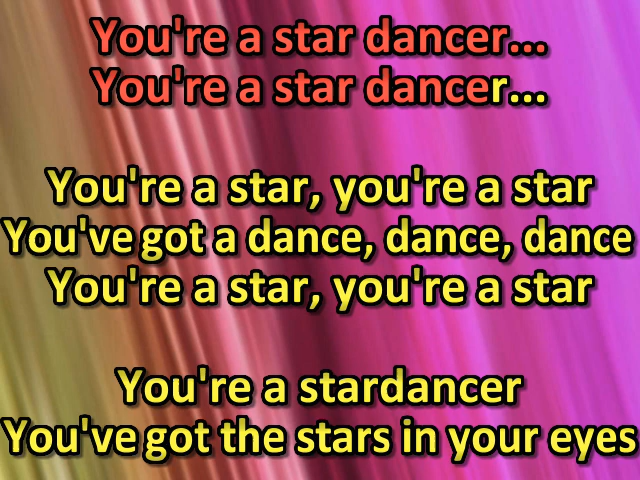 You're a star dancer...
You're a star dancer...
You're a star, you're a star
You've got a dance, dance, dance
You're a star, you're a star
You're a stardancer
You've got the stars in your eyes